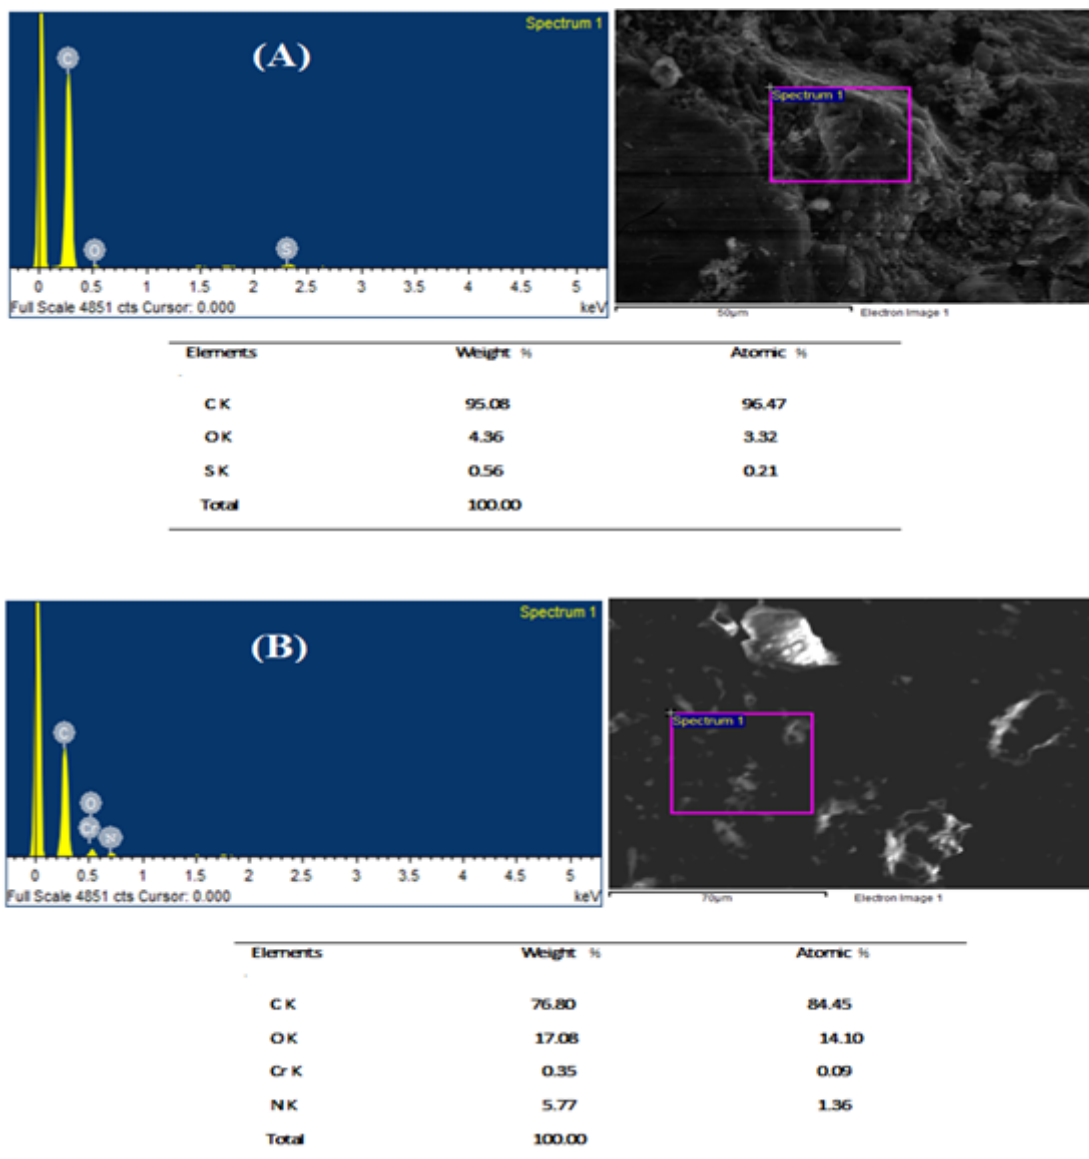 Spectrum 1
(A)
C
O
S
0 0.5 1 1.5 2 2.5 3 3.5 4 4.5 5
Full Scale 4851 cts Cursor: 0.000 keV
Spectrum 1
50µm Electron Image 1
Elements Weight % Atomic %
C K 95.08 96.47
O K 4.36 3.32
S K 0.56 0.21
Total 100.00
Spectrum 1
(B)
C
O
Cr
N
0 0.5 1 1.5 2 2.5 3 3.5 4 4.5 5
Full Scale 4851 cts Cursor: 0.000 keV
Spectrum 1
70µm Electron Image 1
Elements Weight % Atomic %
C K 76.80 84.45
O K 17.08 14.10
Cr K 0.35 0.09
N K 5.77 1.36
Total 100.00